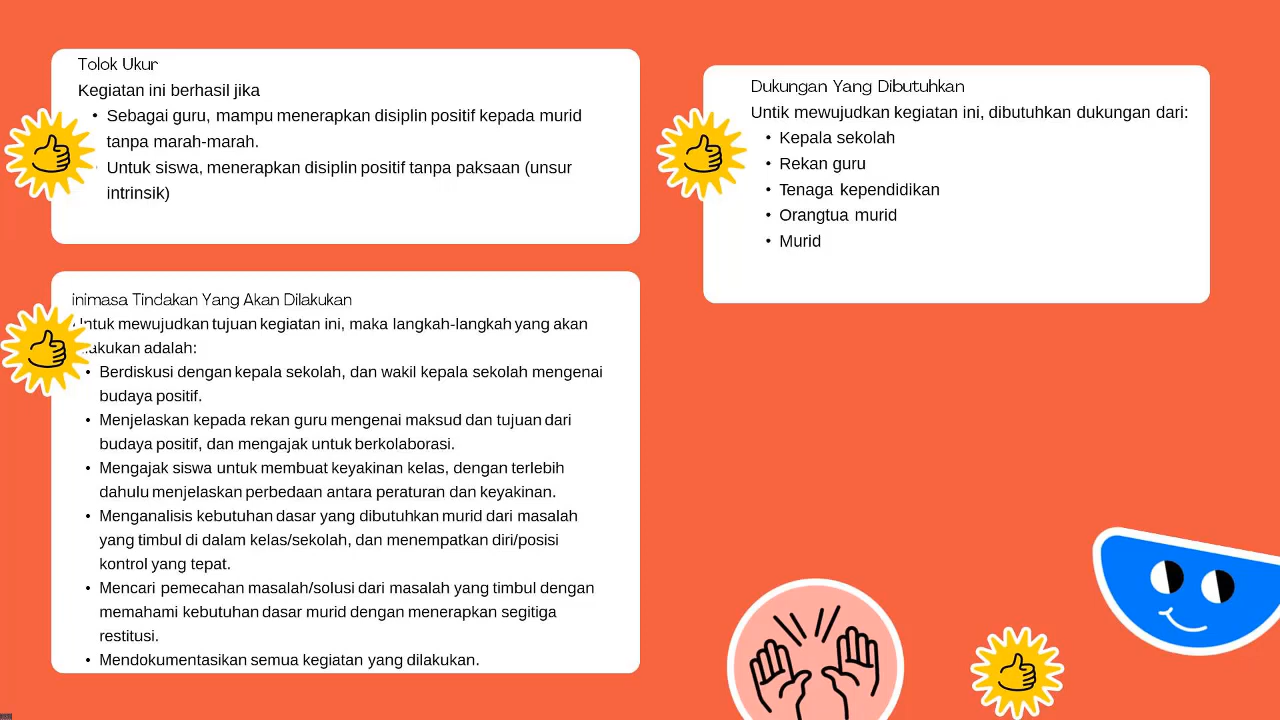 Tolok Ukur
Kegiatan ini berhasil jika
• Sebagai guru, mampu menerapkan disiplin positif kepada murid
tanpa marah-marah.
Untuk siswa, menerapkan disiplin positif tanpa paksaan (unsur
intrinsik)
inimasa Tindakan Yang Akan Dilakukan
Untuk mewujudkan tujuan kegiatan ini, maka langkah-langkah yang akan
lakukan adalah:
• Berdiskusi dengan kepala sekolah, dan wakil kepala sekolah mengenai
budaya positif.
• Menjelaskan kepada rekan guru mengenai maksud dan tujuan dari
budaya positif, dan mengajak untuk berkolaborasi.
• Mengajak siswa untuk membuat keyakinan kelas, dengan terlebih
dahulu menjelaskan perbedaan antara peraturan dan keyakinan.
• Menganalisis kebutuhan dasar yang dibutuhkan murid dari masalah
yang timbul di dalam kelas/sekolah, dan menempatkan diri/posisi
kontrol yang tepat.
• Mencari pemecahan masalah/solusi dari masalah yang timbul dengan
memahami kebutuhan dasar murid dengan menerapkan segitiga
restitusi.
• Mendokumentasikan semua kegiatan yang dilakukan.
Dukungan Yang Dibutuhkan
Untik mewujudkan kegiatan ini, dibutuhkan dukungan dari:
• Kepala sekolah
• Rekan guru
• Tenaga kependidikan
• Orangtua murid
• Murid